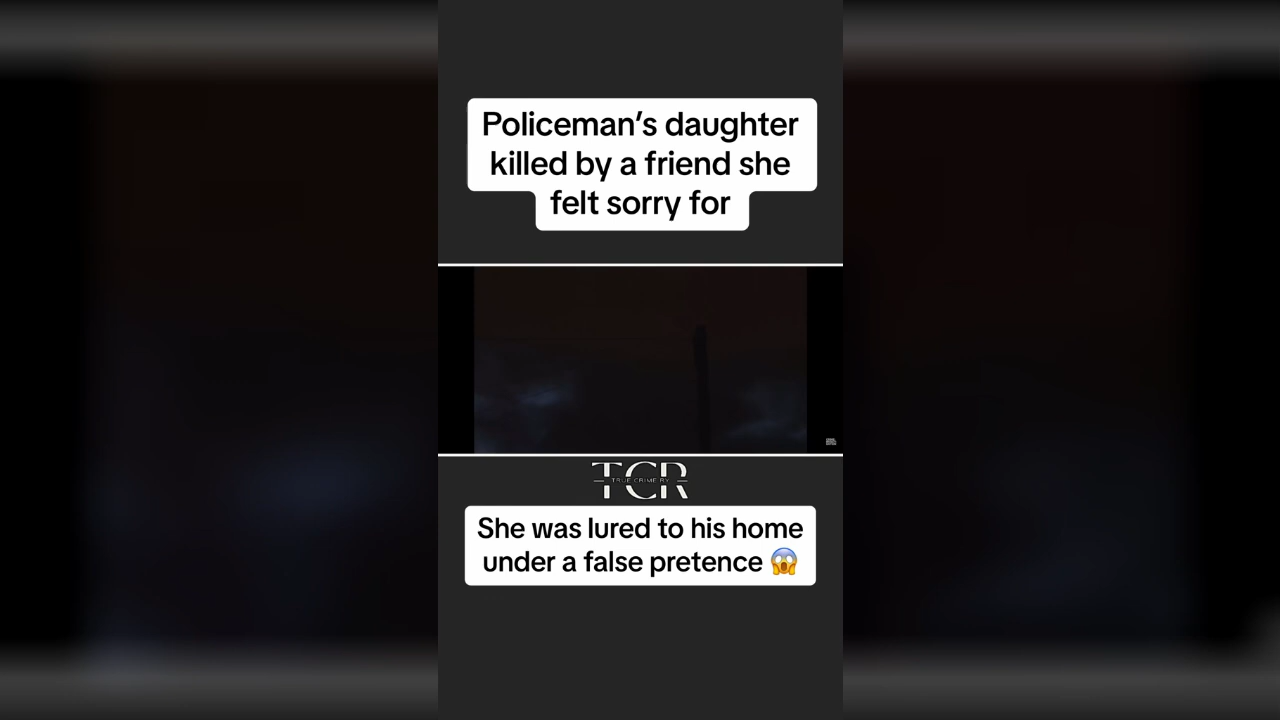 Policeman’s daughter
killed by a friend she
felt sorry for
TCR
TRUE CRIME BY
She was lured to his home
under a false pretence 😱